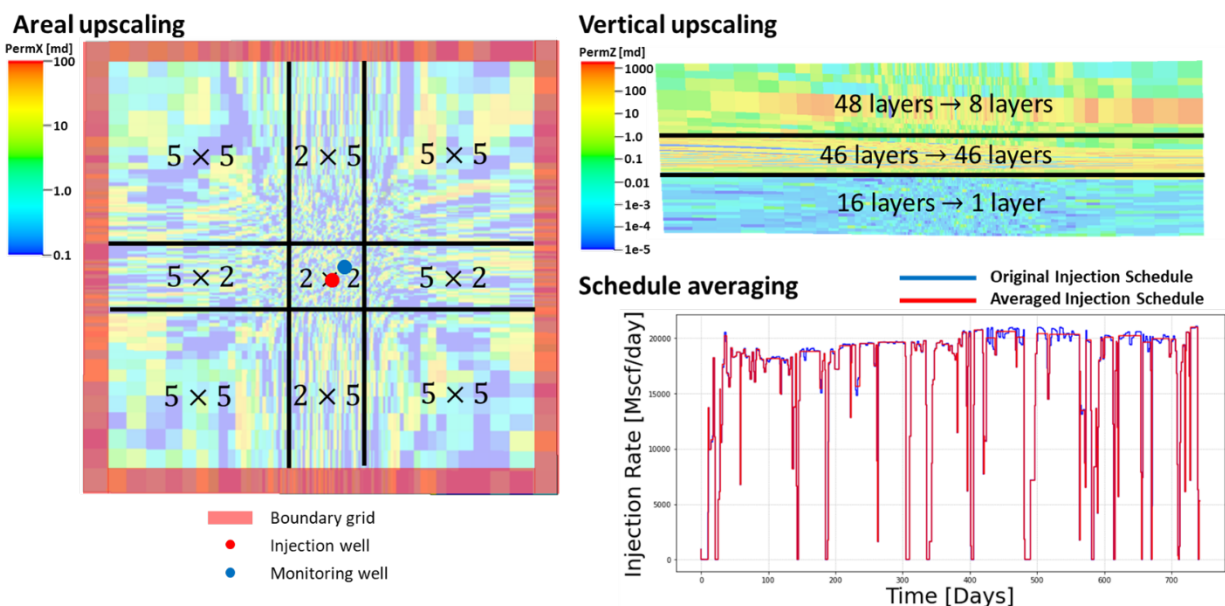 Areal upscaling
PermX [md]
100
10
1.0
0.1
5 × 5
2 × 5
5 × 5
5 × 2
2 × 2
5 × 2
5 × 5
2 × 5
5 × 5
Boundary grid
Injection well
Monitoring well
Vertical upscaling
PermZ [md]
1000
100
10
1.0
0.1
0.01
1e-3
1e-4
1e-5
48 layers → 8 layers
46 layers → 46 layers
16 layers → 1 layer
Schedule averaging
Original Injection Schedule
Averaged Injection Schedule
Injection Rate [Mscf/day]
20000
15000
10000
5000
0
0 100 200 300 400 500 600 700
Time [Days]